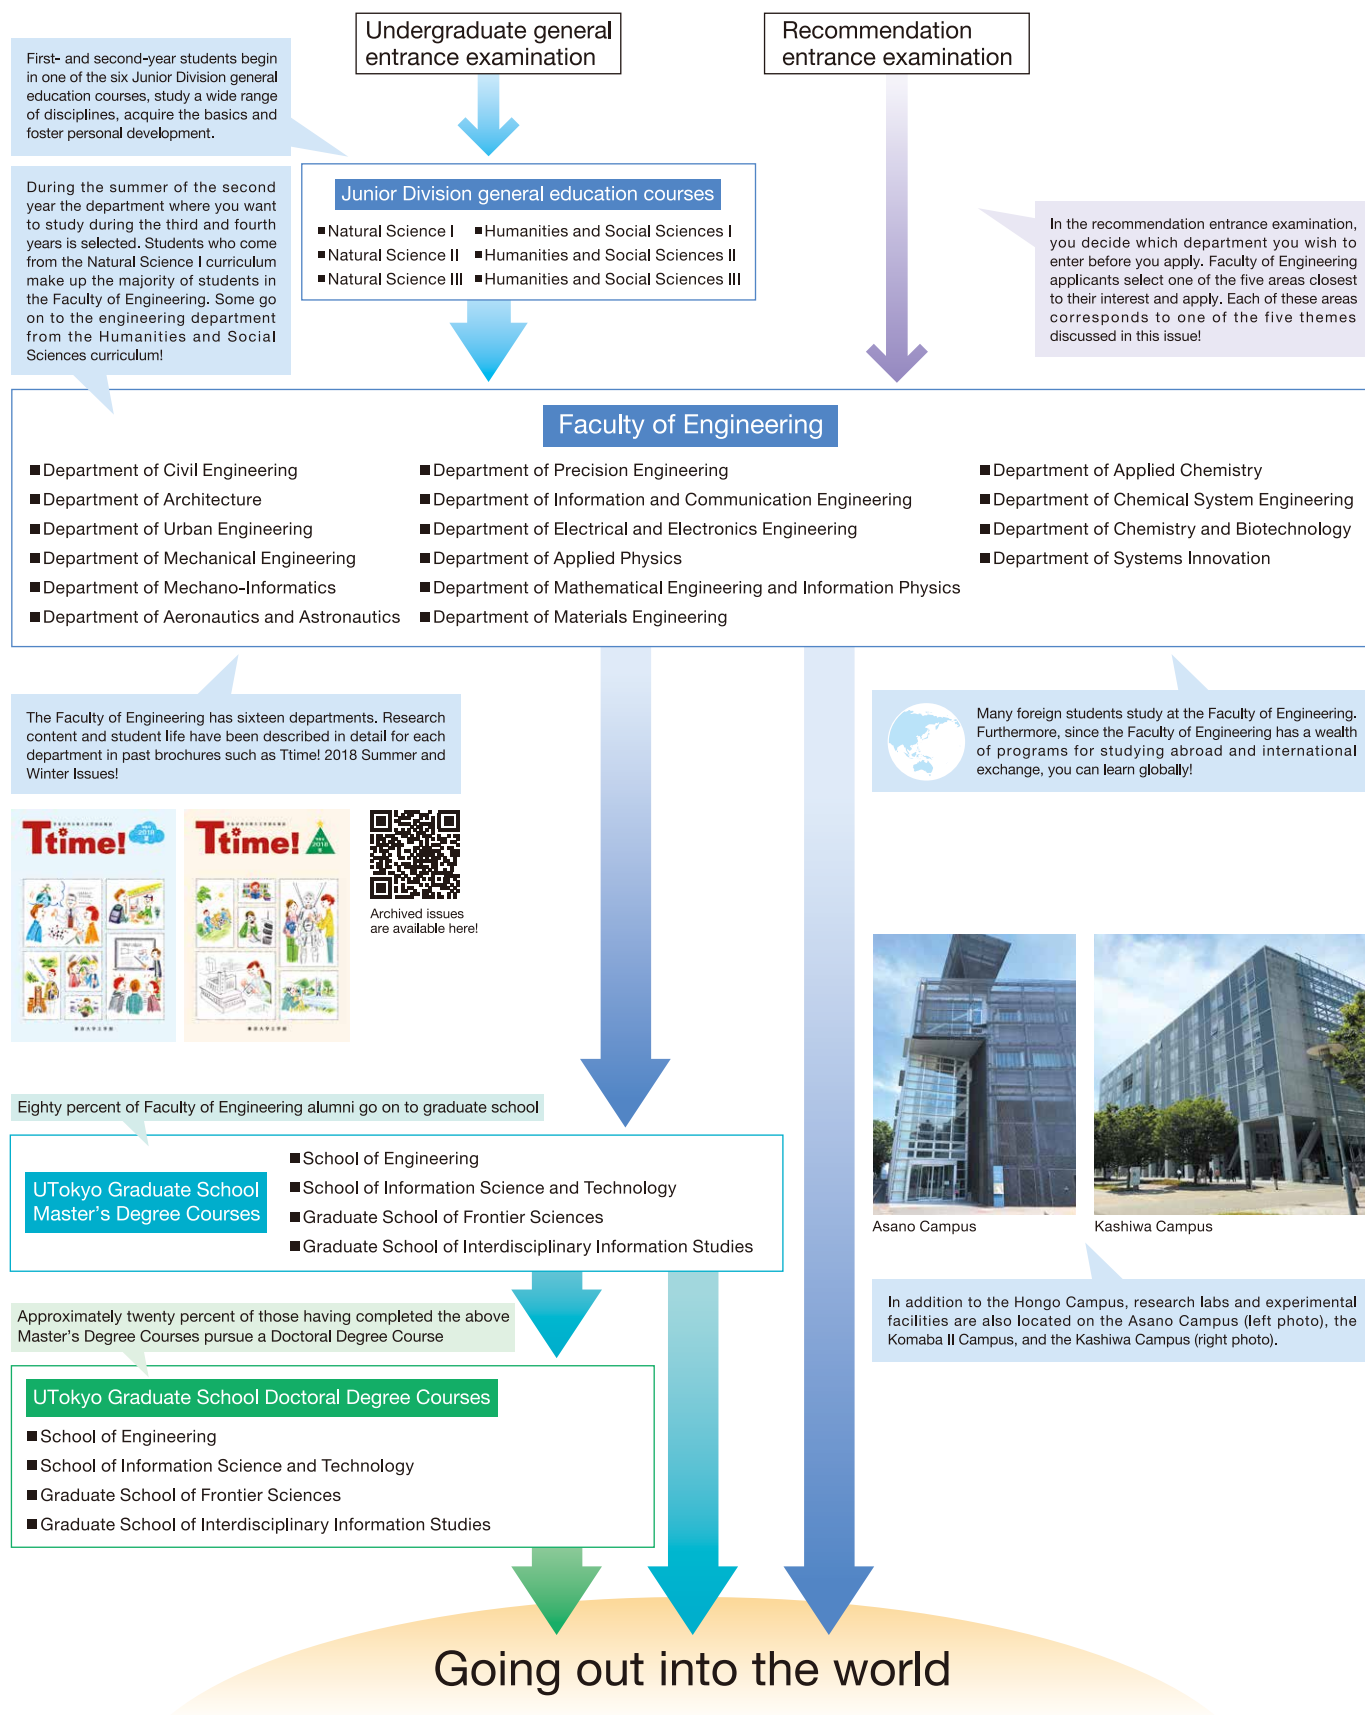 Undergraduate general
entrance examination
Recommendation
entrance examination
First- and second-year students begin
in one of the six Junior Division general
education courses, study a wide range
of disciplines, acquire the basics and
foster personal development.
During the summer of the second
year the department where you want
to study during the third and fourth
years is selected. Students who come
from the Natural Science I curriculum
make up the majority of students in
the Faculty of Engineering. Some go
on to the engineering department
from the Humanities and Social
Sciences curriculum!
Junior Division general education courses
■Natural Science I
■Natural Science II
■Natural Science III
■Humanities and Social Sciences I
■Humanities and Social Sciences II
■Humanities and Social Sciences III
In the recommendation entrance examination,
you decide which department you wish to
enter before you apply. Faculty of Engineering
applicants select one of the five areas closest
to their interest and apply. Each of these areas
corresponds to one of the five themes
discussed in this issue!
Faculty of Engineering
■Department of Civil Engineering
■Department of Architecture
■Department of Urban Engineering
■Department of Mechanical Engineering
■Department of Mechano-Informatics
■Department of Aeronautics and Astronautics
■Department of Precision Engineering
■Department of Information and Communication Engineering
■Department of Electrical and Electronics Engineering
■Department of Applied Physics
■Department of Mathematical Engineering and Information Physics
■Department of Materials Engineering
■Department of Applied Chemistry
■Department of Chemical System Engineering
■Department of Chemistry and Biotechnology
■Department of Systems Innovation
The Faculty of Engineering has sixteen departments. Research
content and student life have been described in detail for each
department in past brochures such as Ttime! 2018 Summer and
Winter Issues!
Many foreign students study at the Faculty of Engineering.
Furthermore, since the Faculty of Engineering has a wealth
of programs for studying abroad and international
exchange, you can learn globally!
Ttime!
2018
東京大学工学部
Ttime!
2018
東京大学工学部
Archived issues
are available here!
Asano Campus
Kashiwa Campus
In addition to the Hongo Campus, research labs and experimental
facilities are also located on the Asano Campus (left photo), the
Komaba II Campus, and the Kashiwa Campus (right photo).
Eighty percent of Faculty of Engineering alumni go on to graduate school
UTokyo Graduate School
Master's Degree Courses
■School of Engineering
■School of Information Science and Technology
■Graduate School of Frontier Sciences
■Graduate School of Interdisciplinary Information Studies
Approximately twenty percent of those having completed the above
Master's Degree Courses pursue a Doctoral Degree Course
UTokyo Graduate School Doctoral Degree Courses
■School of Engineering
■School of Information Science and Technology
■Graduate School of Frontier Sciences
■Graduate School of Interdisciplinary Information Studies
Going out into the world